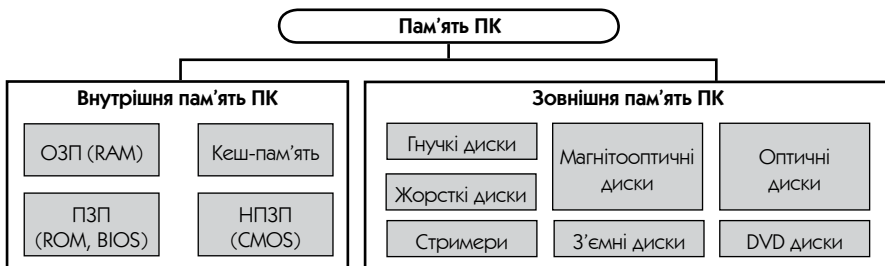 Пам’ять ПК
Внутрішня пам’ять ПК
ОЗП (RAM)
Кеш-пам’ять
ПЗП
(ROM, BIOS)
НПЗП
(CMOS)
Зовнішня пам’ять ПК
Гнучкі диски
Жорсткі диски
Стримери
Магнітооптичні
диски
З’ємні диски
Оптичні
диски
DVD диски